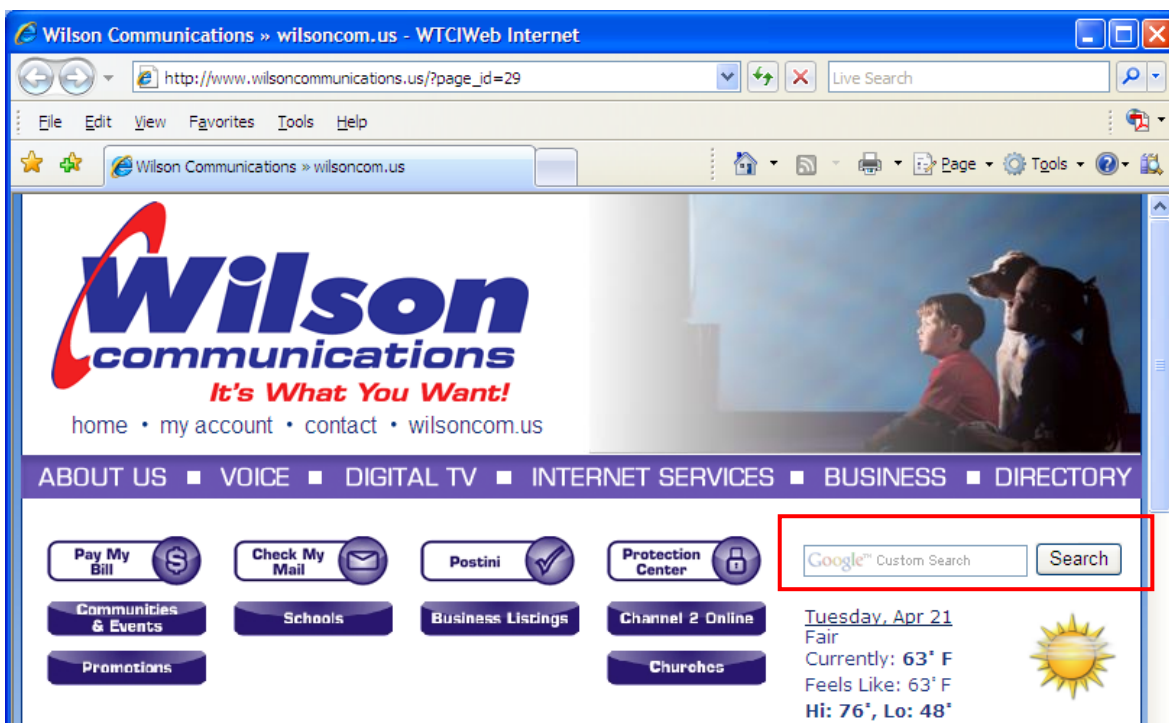 Wilson Communications » wilsoncom.us - WTCIWeb Internet
http://www.wilsoncommunications.us/?page_id=29
Live Search
File Edit View Favorites Tools Help
Wilson Communications » wilsoncom.us
Page Tools
Wilson
communications
It's What You Want!
home • my account • contact • wilsoncom.us
ABOUT US ■ VOICE ■ DIGITAL TV ■ INTERNET SERVICES ■ BUSINESS ■ DIRECTORY
Pay My Bill
Check My Mail
Postini
Protection Center
Google™ Custom Search
Search
Communities & Events
Schools
Business Listings
Channel 2 Online
Promotions
Churches
Tuesday, Apr 21
Fair
Currently: 63° F
Feels Like: 63° F
Hi: 76°, Lo: 48°